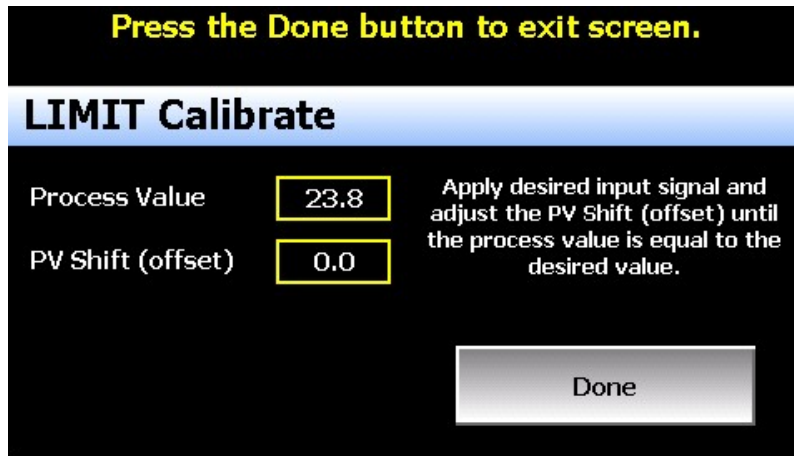 Press the Done button to exit screen.
LIMIT Calibrate
Process Value 23.8
PV Shift (offset) 0.0
Apply desired input signal and
adjust the PV Shift (offset) until
the process value is equal to the
desired value.
Done